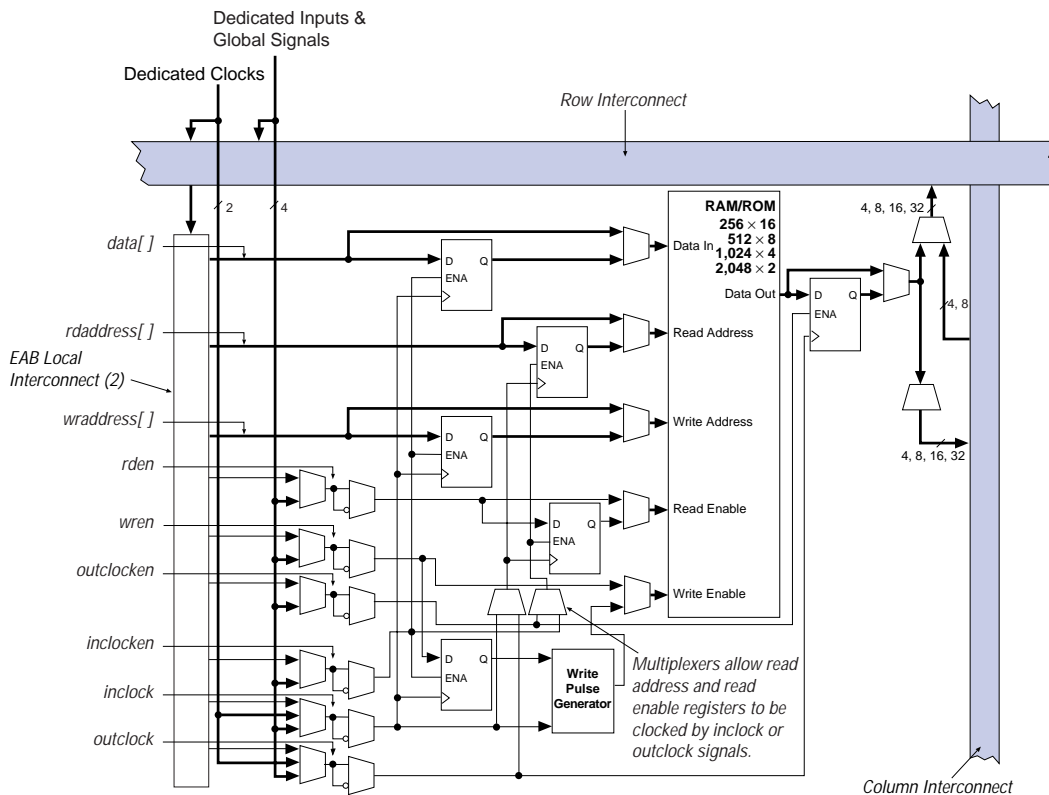 Dedicated Inputs &
Global Signals
Dedicated Clocks
Row Interconnect
2
4
4, 8, 16, 32
RAM/ROM
256 × 16
512 × 8
1,024 × 4
2,048 × 2
data[ ]
D
Q
ENA
Data In
Data Out
D
Q
ENA
4, 8
rdaddress[ ]
D
Q
ENA
Read Address
EAB Local
Interconnect (2)
wraddress[ ]
D
Q
ENA
Write Address
4, 8, 16, 32
rden
D
Q
ENA
Read Enable
wren
outclocken
Write Enable
inclocken
D
Q
ENA
Write
Pulse
Generator
Multiplexers allow read
address and read
enable registers to be
clocked by inclock or
outclock signals.
inclock
outclock
Column Interconnect